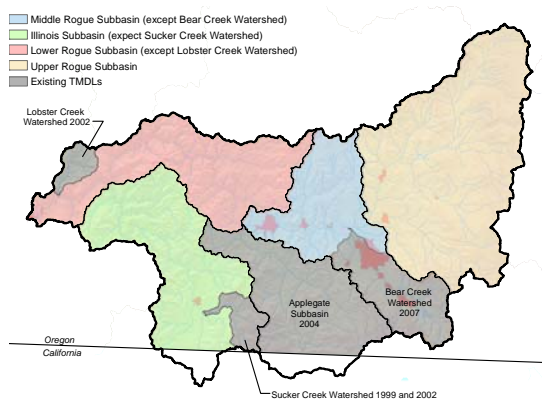 Middle Rogue Subbasin (except Bear Creek Watershed)
Illinois Subbasin (expect Sucker Creek Watershed)
Lower Rogue Subbasin (except Lobster Creek Watershed)
Upper Rogue Subbasin
Existing TMDLs
Lobster Creek
Watershed 2002
Applegate
Subbasin
2004
Bear Creek
Watershed
2007
Oregon
California
Sucker Creek Watershed 1999 and 2002